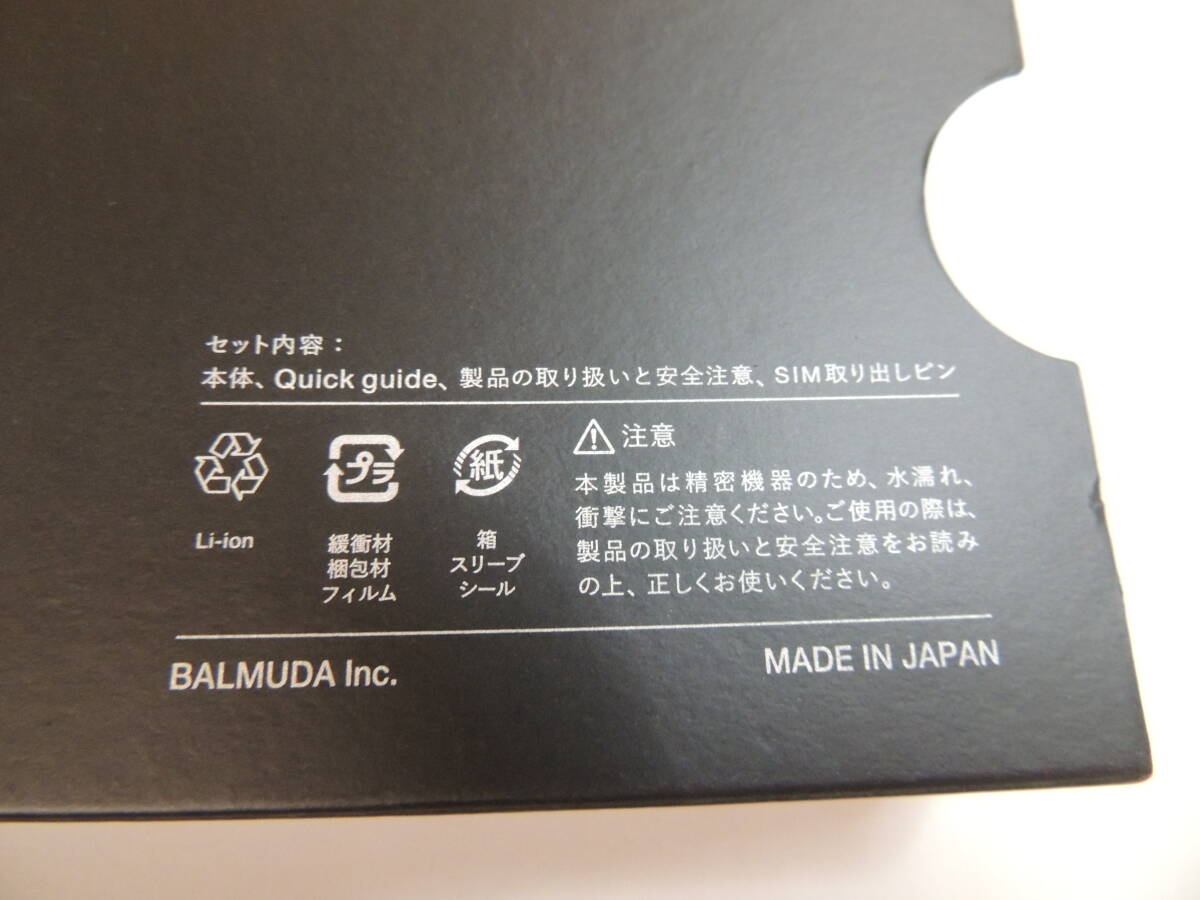 セット内容：
本体、Quick guide、製品の取り扱いと安全注意、SIM取り出しピン
Li-ion
プラ
緩衝材
梱包材
フィルム
紙
箱
スリーブ
シール
注意
本製品は精密機器のため、水濡れ、
衝撃にご注意ください。ご使用の際は、
製品の取り扱いと安全注意をお読み
の上、正しくお使いください。
BALMUDA Inc.
MADE IN JAPAN